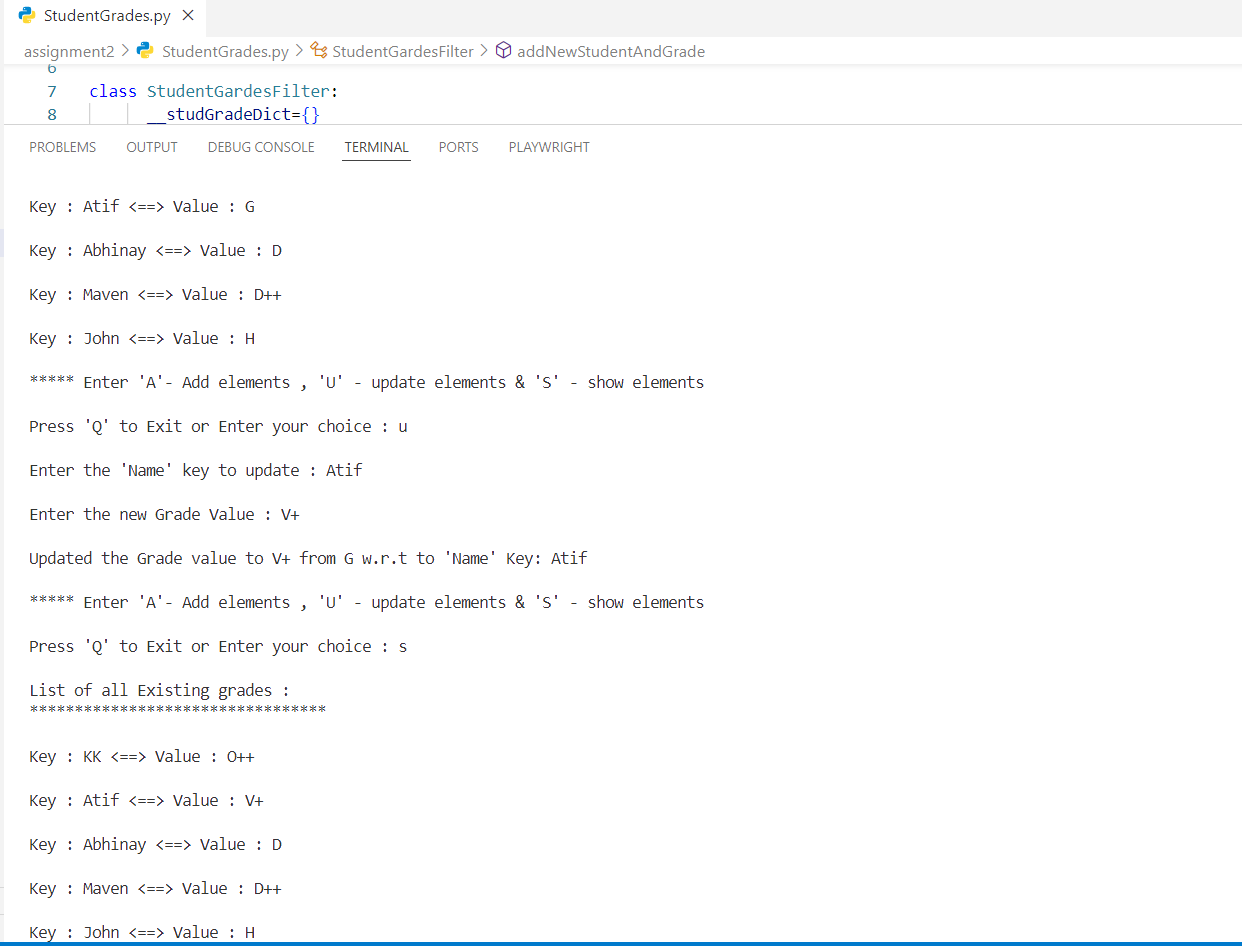 StudentGrades.py
assignment2 > StudentGrades.py > StudentGardesFilter > addNewStudentAndGrade
6
7 class StudentGardesFilter:
8 __studGradeDict={}
PROBLEMS OUTPUT DEBUG CONSOLE TERMINAL PORTS PLAYWRIGHT
Key : Atif <==> Value : G
Key : Abhinay <==> Value : D
Key : Maven <==> Value : D++
Key : John <==> Value : H
***** Enter 'A'- Add elements , 'U' - update elements & 'S' - show elements
Press 'Q' to Exit or Enter your choice : u
Enter the 'Name' key to update : Atif
Enter the new Grade Value : V+
Updated the Grade value to V+ from G w.r.t to 'Name' Key: Atif
***** Enter 'A'- Add elements , 'U' - update elements & 'S' - show elements
Press 'Q' to Exit or Enter your choice : s
List of all Existing grades :
*********************************
Key : KK <==> Value : O++
Key : Atif <==> Value : V+
Key : Abhinay <==> Value : D
Key : Maven <==> Value : D++
Key : John <==> Value : H